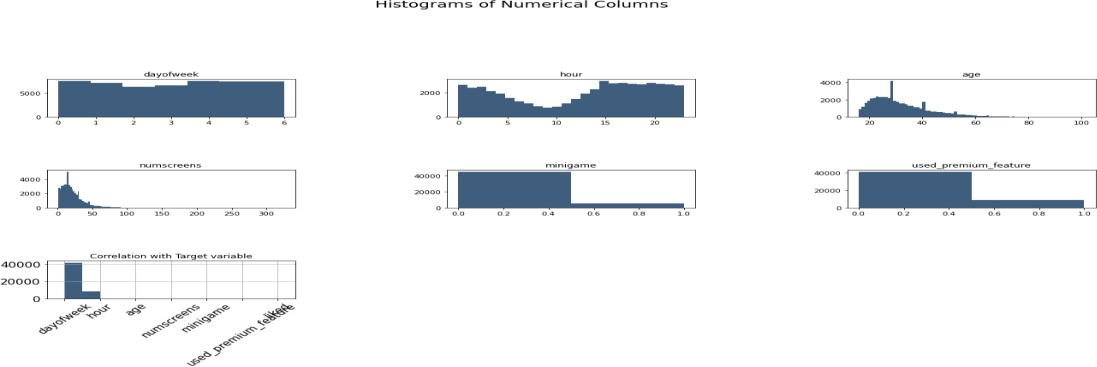 Histograms of Numerical Columns
dayofweek
hour
age
5000
0
0 1 2 3 4 5 6
2000
0
0 5 10 15 20
4000
2000
0
20 40 60 80 100
numscreens
minigame
used_premium_feature
4000
2000
0
0 50 100 150 200 250 300
40000
20000
0
0.0 0.2 0.4 0.6 0.8 1.0
40000
20000
0
0.0 0.2 0.4 0.6 0.8 1.0
Correlation with Target variable
40000
20000
0
dayofweek
hour
age
numscreens
minigame
used_premium_feature
liked